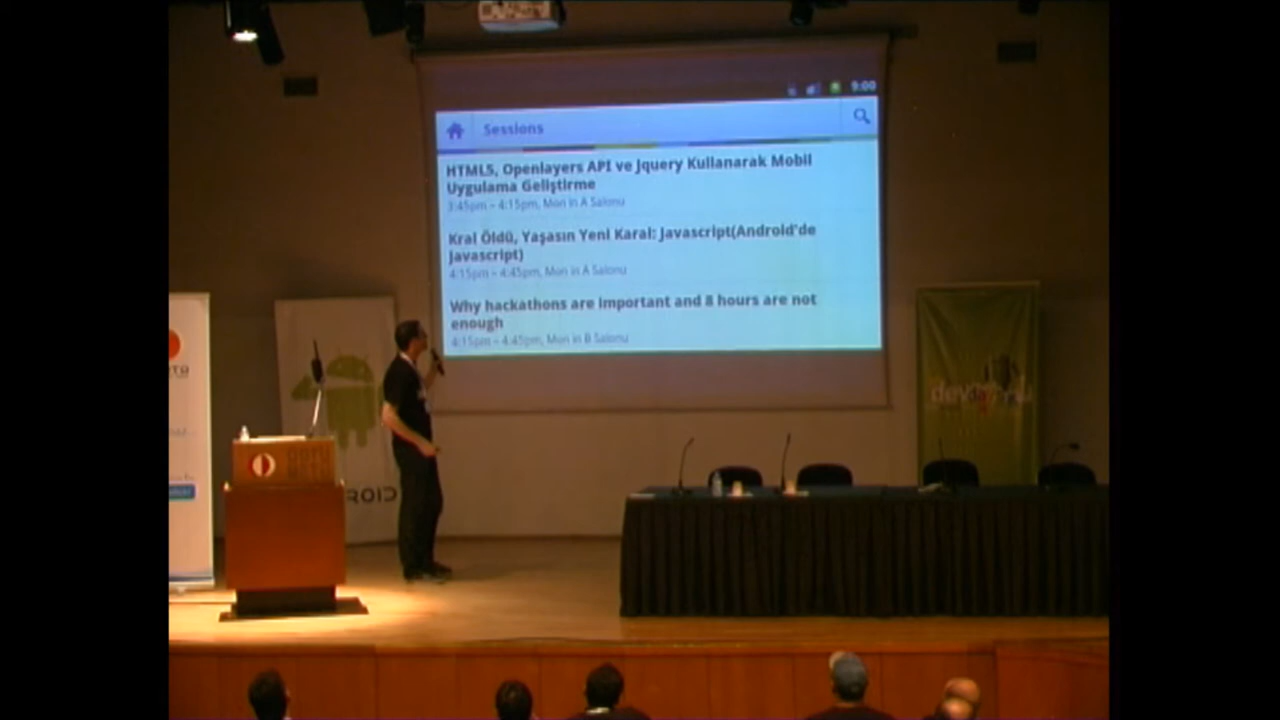 9:00
Sessions
HTML5, Openlayers API ve Jquery Kullanarak Mobil
Uygulama Geliştirme
3:45pm – 4:15pm, Mon in A Salonu
Kral Öldü, Yaşasın Yeni Karal: Javascript(Android'de
Javascript)
4:15pm – 4:45pm, Mon in A Salonu
Why hackathons are important and 8 hours are not
enough
4:15pm – 4:45pm, Mon in B Salonu
ROID